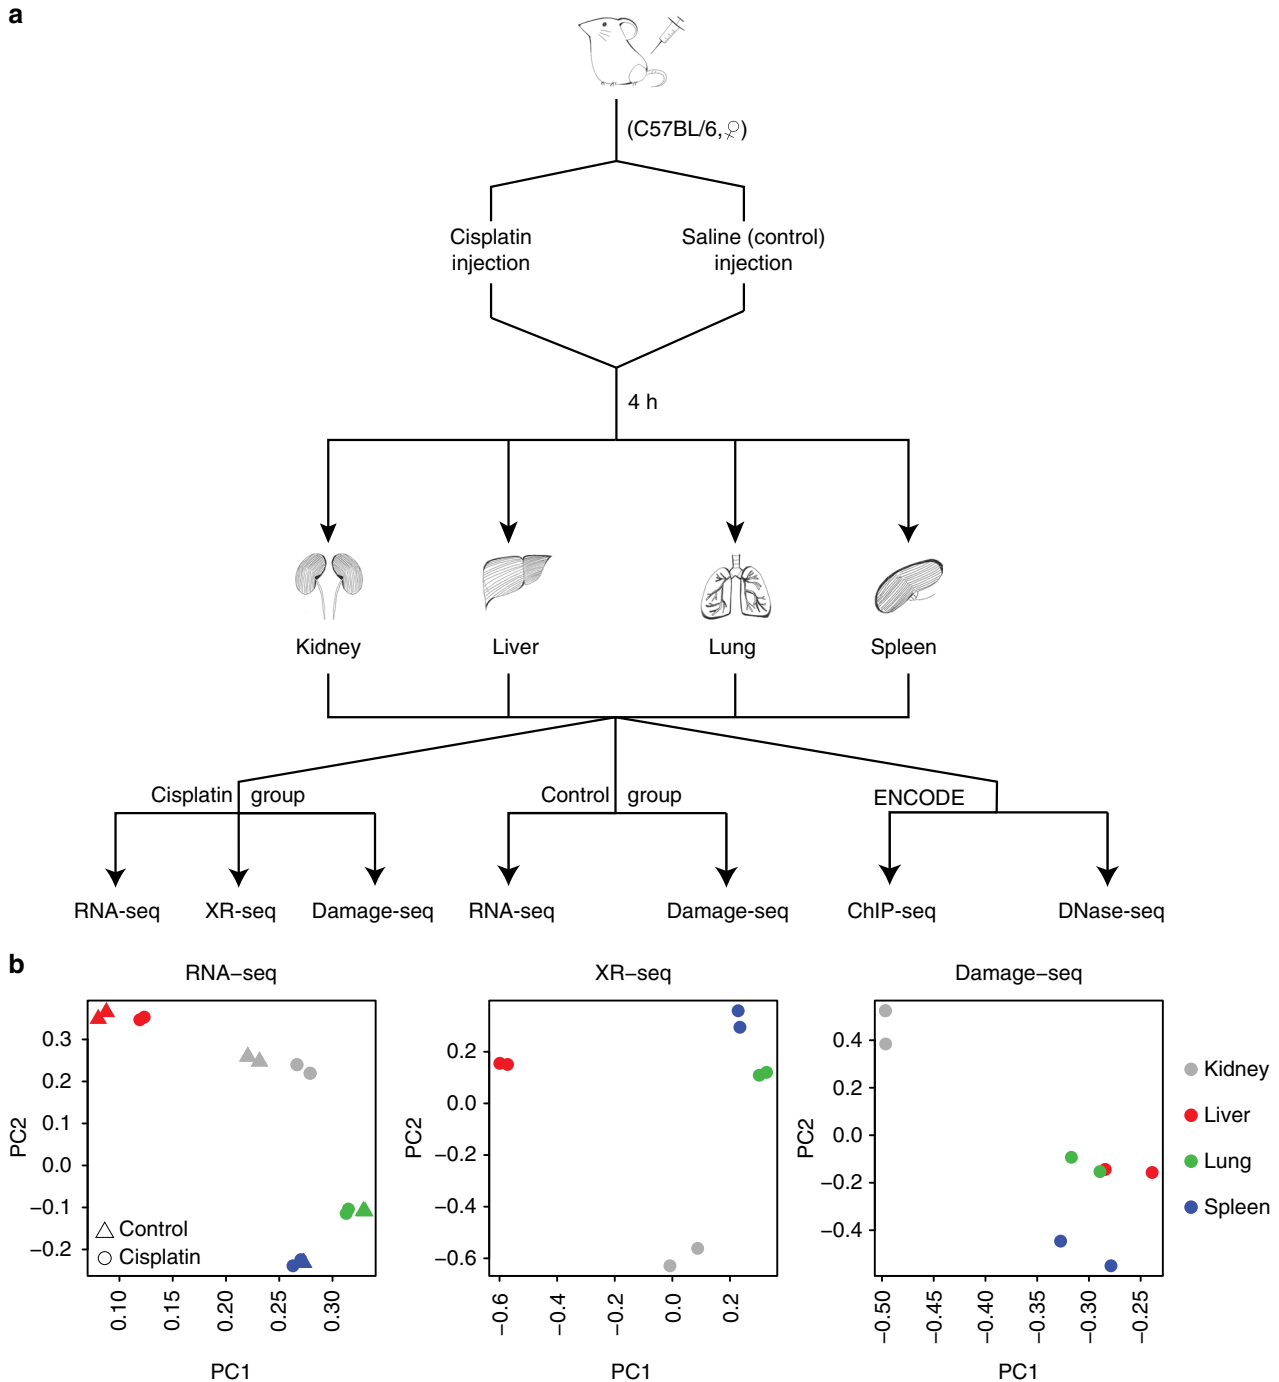 a
(C57BL/6,♀)
Cisplatin
injection
Saline (control)
injection
4 h
Kidney
Liver
Lung
Spleen
Cisplatin group
Control group
ENCODE
RNA-seq
XR-seq
Damage-seq
RNA-seq
Damage-seq
ChIP-seq
DNase-seq
b
RNA−seq
PC2
0.3
0.2
0.1
0.0
−0.1
−0.2
Control
Cisplatin
0.10
0.15
0.20
0.25
0.30
PC1
XR−seq
PC2
0.2
0.0
−0.2
−0.4
−0.6
−0.6
−0.4
−0.2
0.0
0.2
PC1
Damage−seq
PC2
0.4
0.2
0.0
−0.2
−0.4
−0.50
−0.45
−0.40
−0.35
−0.30
−0.25
PC1
Kidney
Liver
Lung
Spleen